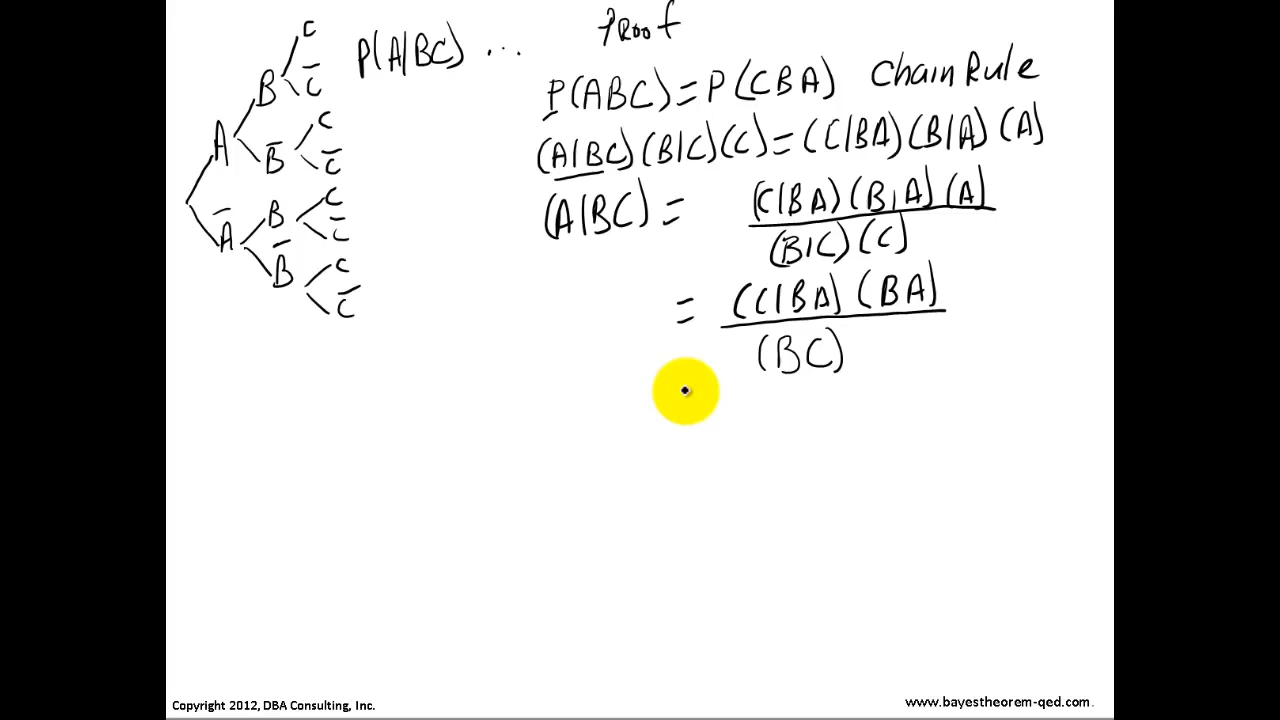 Proof
P(A|BC) ...
P(ABC) = P(CBA) Chain Rule
(A|BC)(B|C)(C) = (C|BA)(B|A)(A)
(A|BC) = (C|BA)(B|A)(A)
(B|C)(C)
= (C|BA)(BA)
(BC)
C
B
C̅
A
C
B̅
C̅
C
B
C̅
A̅
C
B̅
C̅
Copyright 2012, DBA Consulting, Inc.
www.bayestheorem-qed.com.